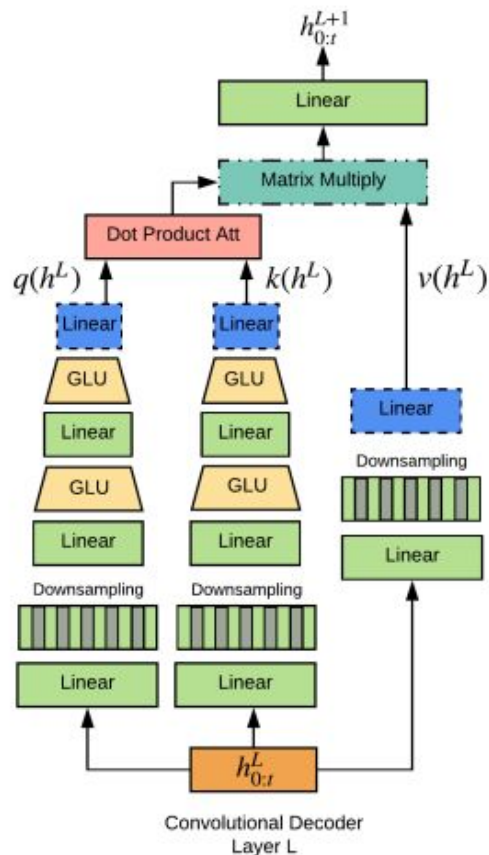 h^{L+1}_{0:t}
Linear
Matrix Multiply
Dot Product Att
q(h^L) k(h^L) v(h^L)
Linear Linear
GLU GLU
Linear Linear Linear
GLU GLU Downsampling
Linear Linear
Linear
Downsampling Downsampling
Linear Linear
h^L_{0:t}
Convolutional Decoder
Layer L